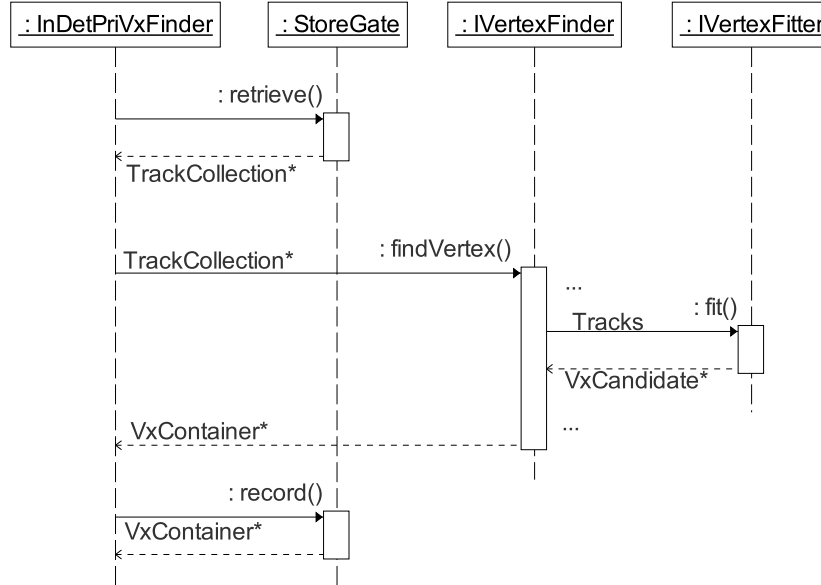 : InDetPriVxFinder
: StoreGate
: IVertexFinder
: IVertexFitter
: retrieve()
TrackCollection*
TrackCollection*
: findVertex()
...
: fit()
Tracks
VxCandidate*
VxContainer*
...
: record()
VxContainer*